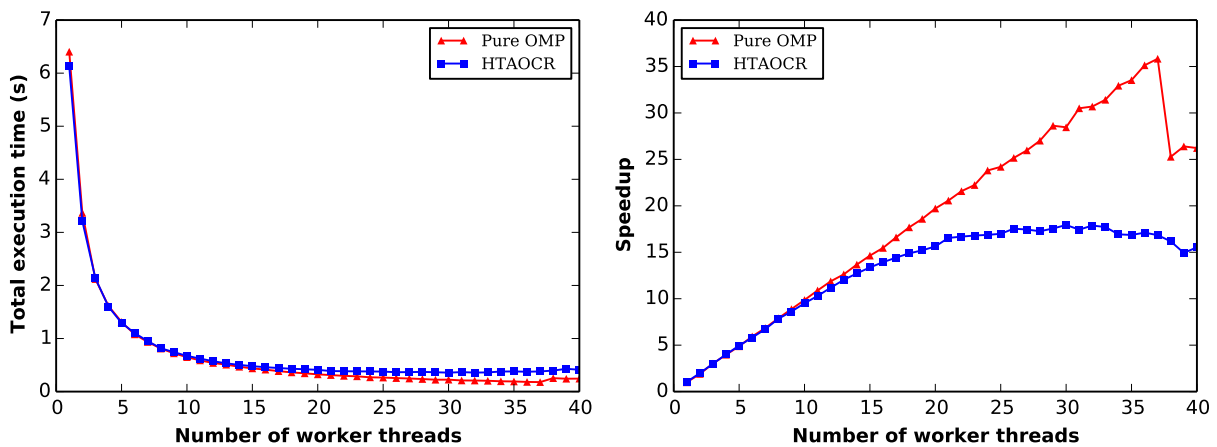 7
6
5
4
3
2
1
0
Total execution time (s)
0 5 10 15 20 25 30 35 40
Number of worker threads
Pure OMP
HTAOCR
40
35
30
25
20
15
10
5
0
Speedup
0 5 10 15 20 25 30 35 40
Number of worker threads
Pure OMP
HTAOCR